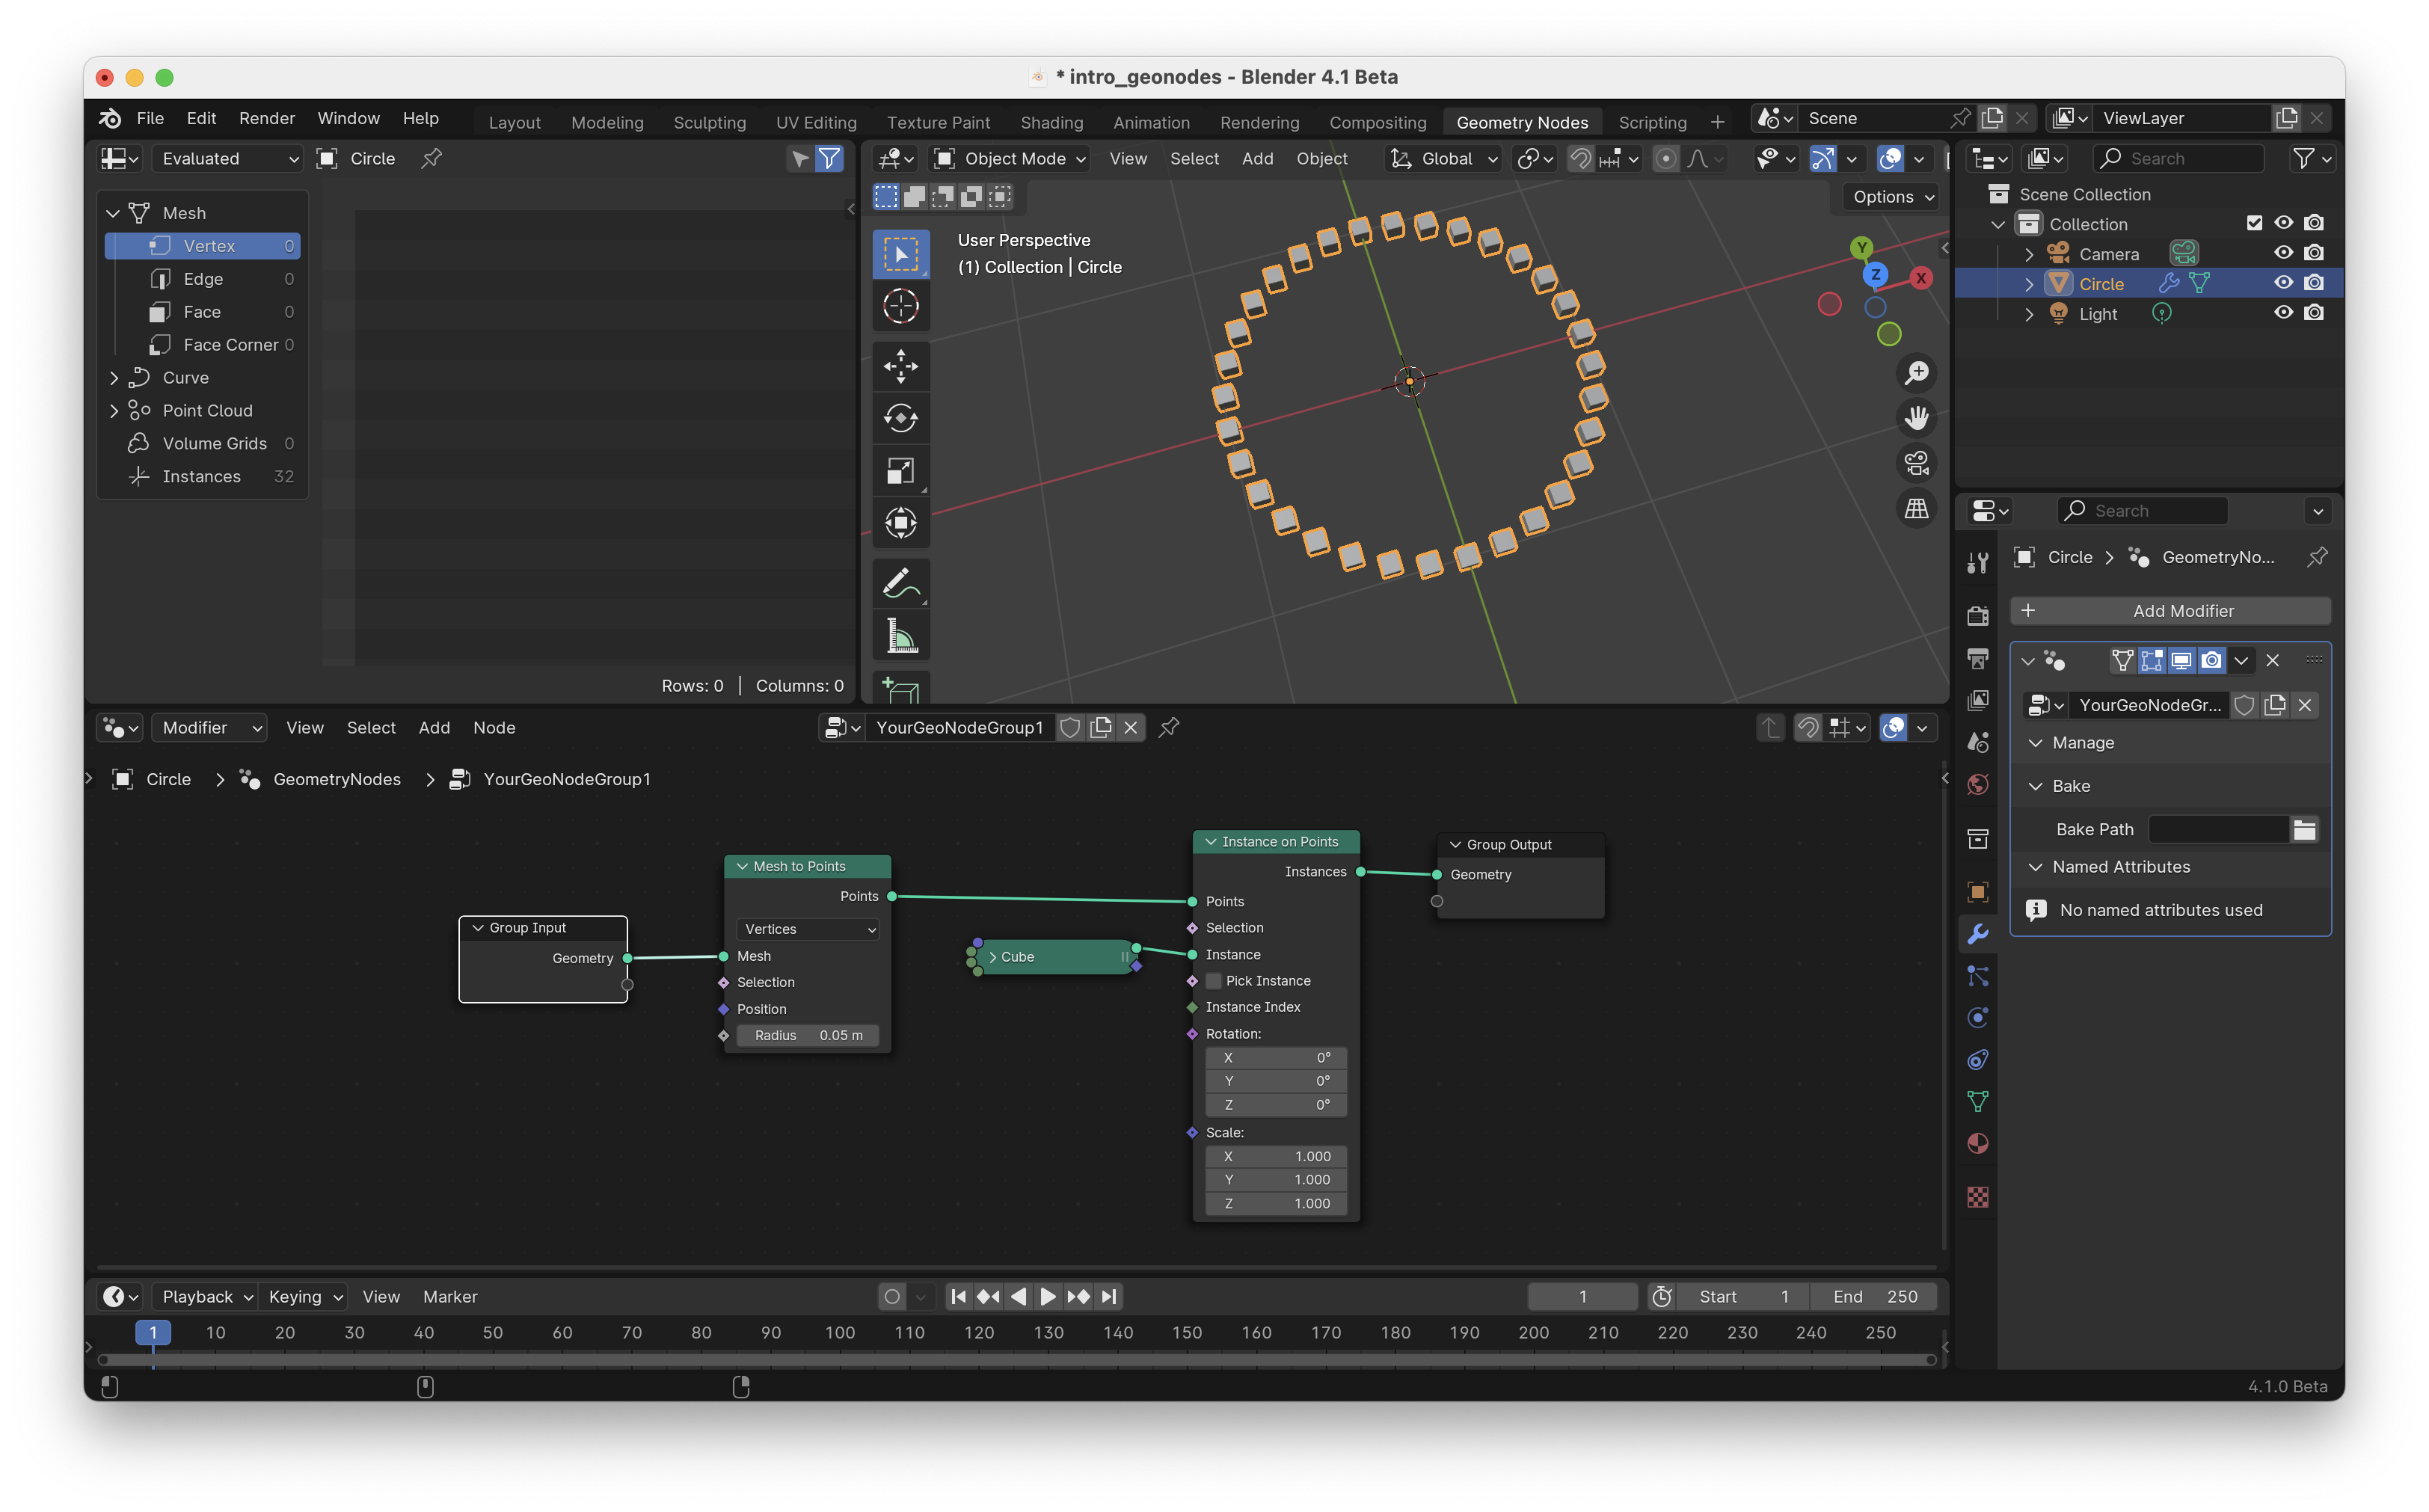 * intro_geonodes - Blender 4.1 Beta
File Edit Render Window Help Layout Modeling Sculpting UV Editing Texture Paint Shading Animation Rendering Compositing Geometry Nodes Scripting + Scene ViewLayer
Evaluated Circle
Object Mode View Select Add Object Global
Search
Options
Mesh
Vertex 0
Edge 0
Face 0
Face Corner 0
Curve
Point Cloud
Volume Grids 0
Instances 32
Rows: 0 | Columns: 0
User Perspective
(1) Collection | Circle
Y
Z
X
Scene Collection
Collection
Camera
Circle
Light
Search
Circle > GeometryNo...
+ Add Modifier
YourGeoNodeGr...
Manage
Bake
Bake Path
Named Attributes
No named attributes used
Modifier View Select Add Node YourGeoNodeGroup1
Circle > GeometryNodes > YourGeoNodeGroup1
Group Input
Geometry
Mesh to Points
Points
Vertices
Mesh
Selection
Position
Radius 0.05 m
Cube
Instance on Points
Instances
Points
Selection
Instance
Pick Instance
Instance Index
Rotation:
X 0°
Y 0°
Z 0°
Scale:
X 1.000
Y 1.000
Z 1.000
Group Output
Geometry
Playback Keying View Marker 1 Start 1 End 250
1 10 20 30 40 50 60 70 80 90 100 110 120 130 140 150 160 170 180 190 200 210 220 230 240 250
4.1.0 Beta